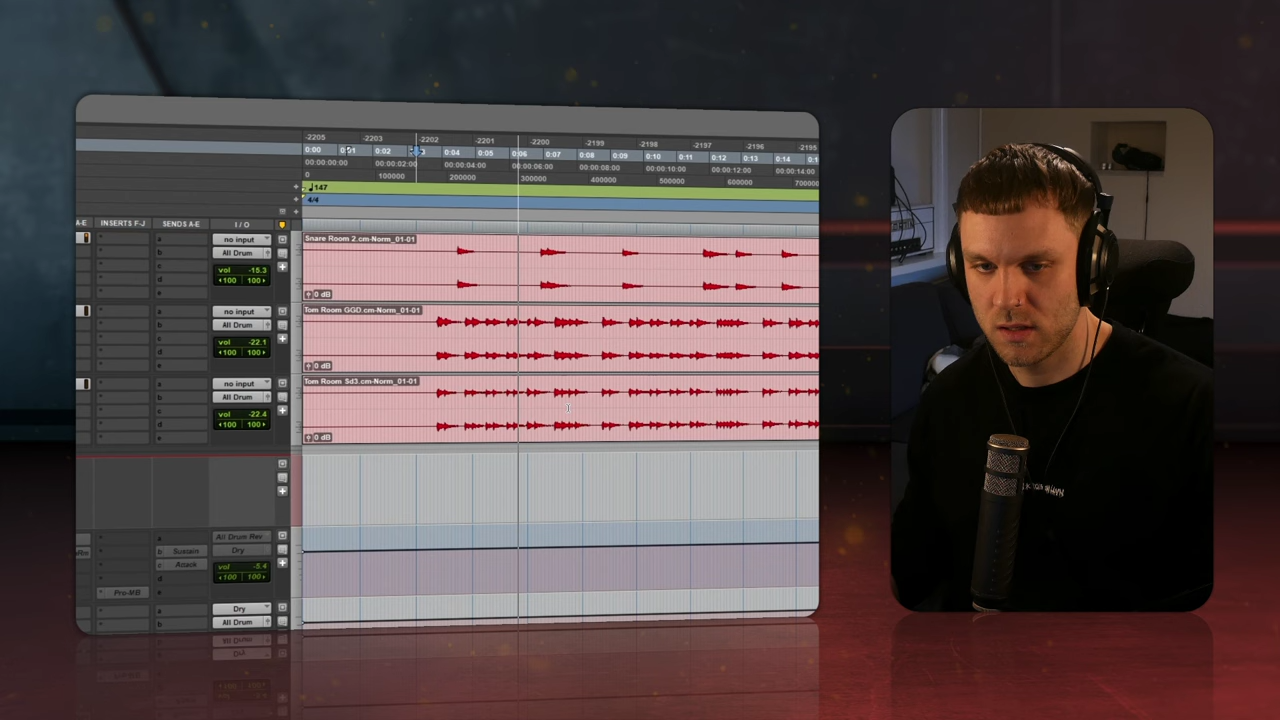 -2205 -2203 -2202 -2201 -2200 -2199 -2198 -2197 -2196 -2195
0:00 0:01 0:02 0:04 0:05 0:06 0:07 0:08 0:09 0:10 0:11 0:12 0:13 0:14
00:00:00:00 00:00:02:00 00:00:04:00 00:00:06:00 00:00:08:00 00:00:10:00 00:00:12:00 00:00:14:00
0 100000 200000 300000 400000 500000 600000 700000
147
4/4
A-E INSERTS F-J SENDS A-E I / O
Snare Room 2.cm-Norm_01-01
a no input
b All Drum
c
d vol -15.3
e 100 100
0 dB
Tom Room GGD.cm-Norm_01-01
a no input
b All Drum
c
d vol -22.1
e 100 100
0 dB
Tom Room Sd3.cm-Norm_01-01
a no input
b All Drum
c
d vol -22.4
e 100 100
0 dB
a All Drum Rev
b Sustain Dry
c Attack vol -5.4
d 100 100
Pro-MB e
a Dry
b All Drum